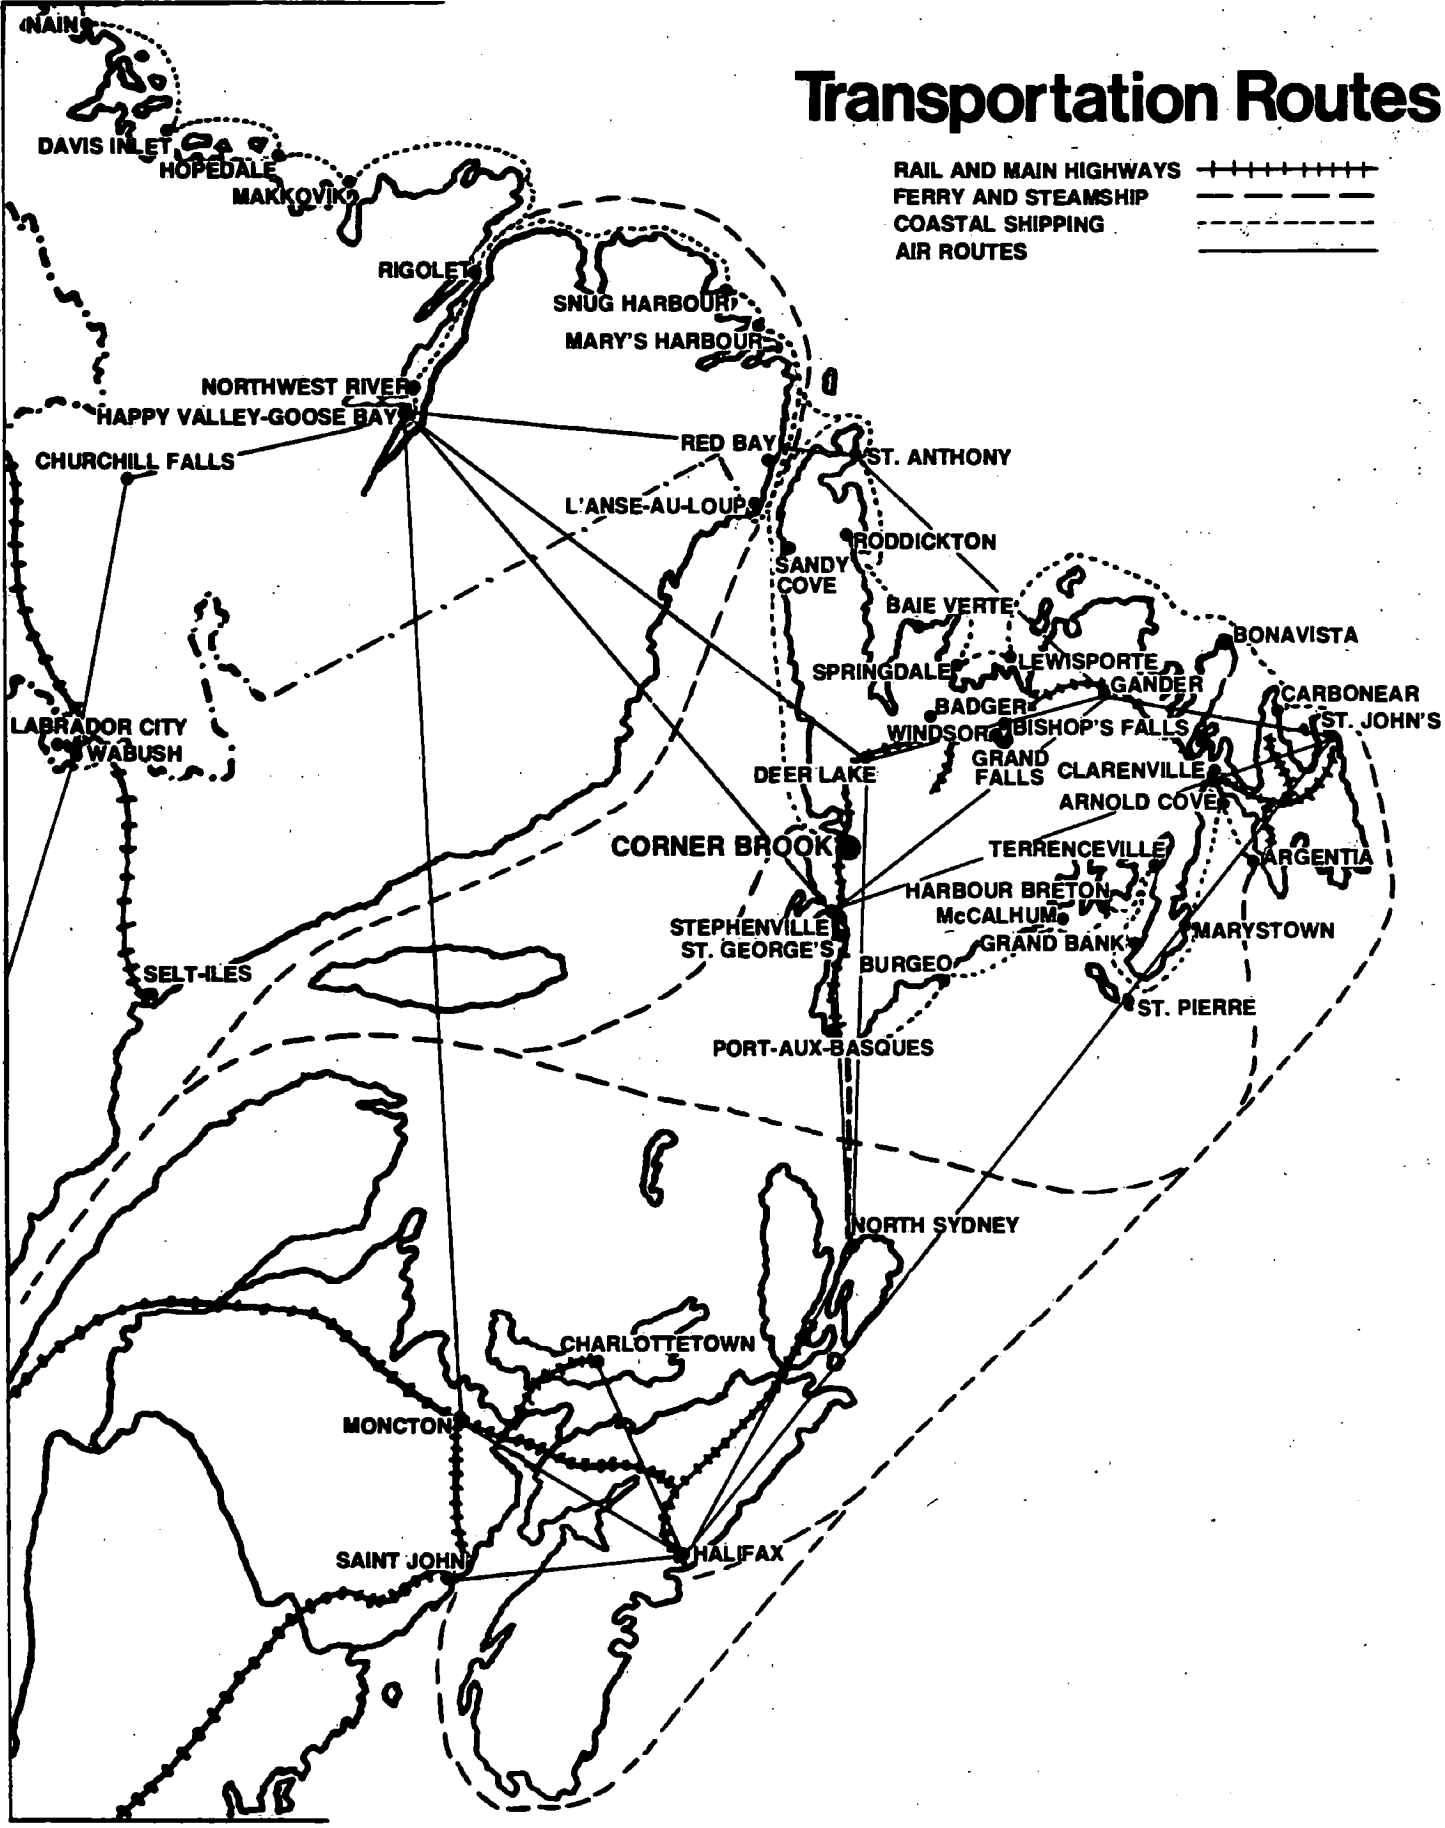 Transportation Routes
RAIL AND MAIN HIGHWAYS
FERRY AND STEAMSHIP
COASTAL SHIPPING
AIR ROUTES
NAIN
DAVIS INLET
HOPEDALE
MAKKOVIK
RIGOLET
SNUG HARBOUR
MARY'S HARBOUR
NORTHWEST RIVER
HAPPY VALLEY-GOOSE BAY
RED BAY
CHURCHILL FALLS
ST. ANTHONY
L'ANSE-AU-LOUP
RODDICKTON
SANDY
COVE
BAIE VERTE
BONAVISTA
LEWISPORTE
SPRINGDALE
GANDER
CARBONEAR
BADGER
ST. JOHN'S
LABRADOR CITY
BISHOP'S FALLS
WINDSOR
WABUSH
GRAND
FALLS
CLARENVILLE
DEER LAKE
ARNOLD COVE
CORNER BROOK
TERRENCEVILLE
ARGENTIA
HARBOUR BRETON
McCALHUM
STEPHENVILLE
MARYSTOWN
GRAND BANK
ST. GEORGE'S
BURGEO
SELT-ILES
ST. PIERRE
PORT-AUX-BASQUES
NORTH SYDNEY
CHARLOTTETOWN
MONCTON
HALIFAX
SAINT JOHN